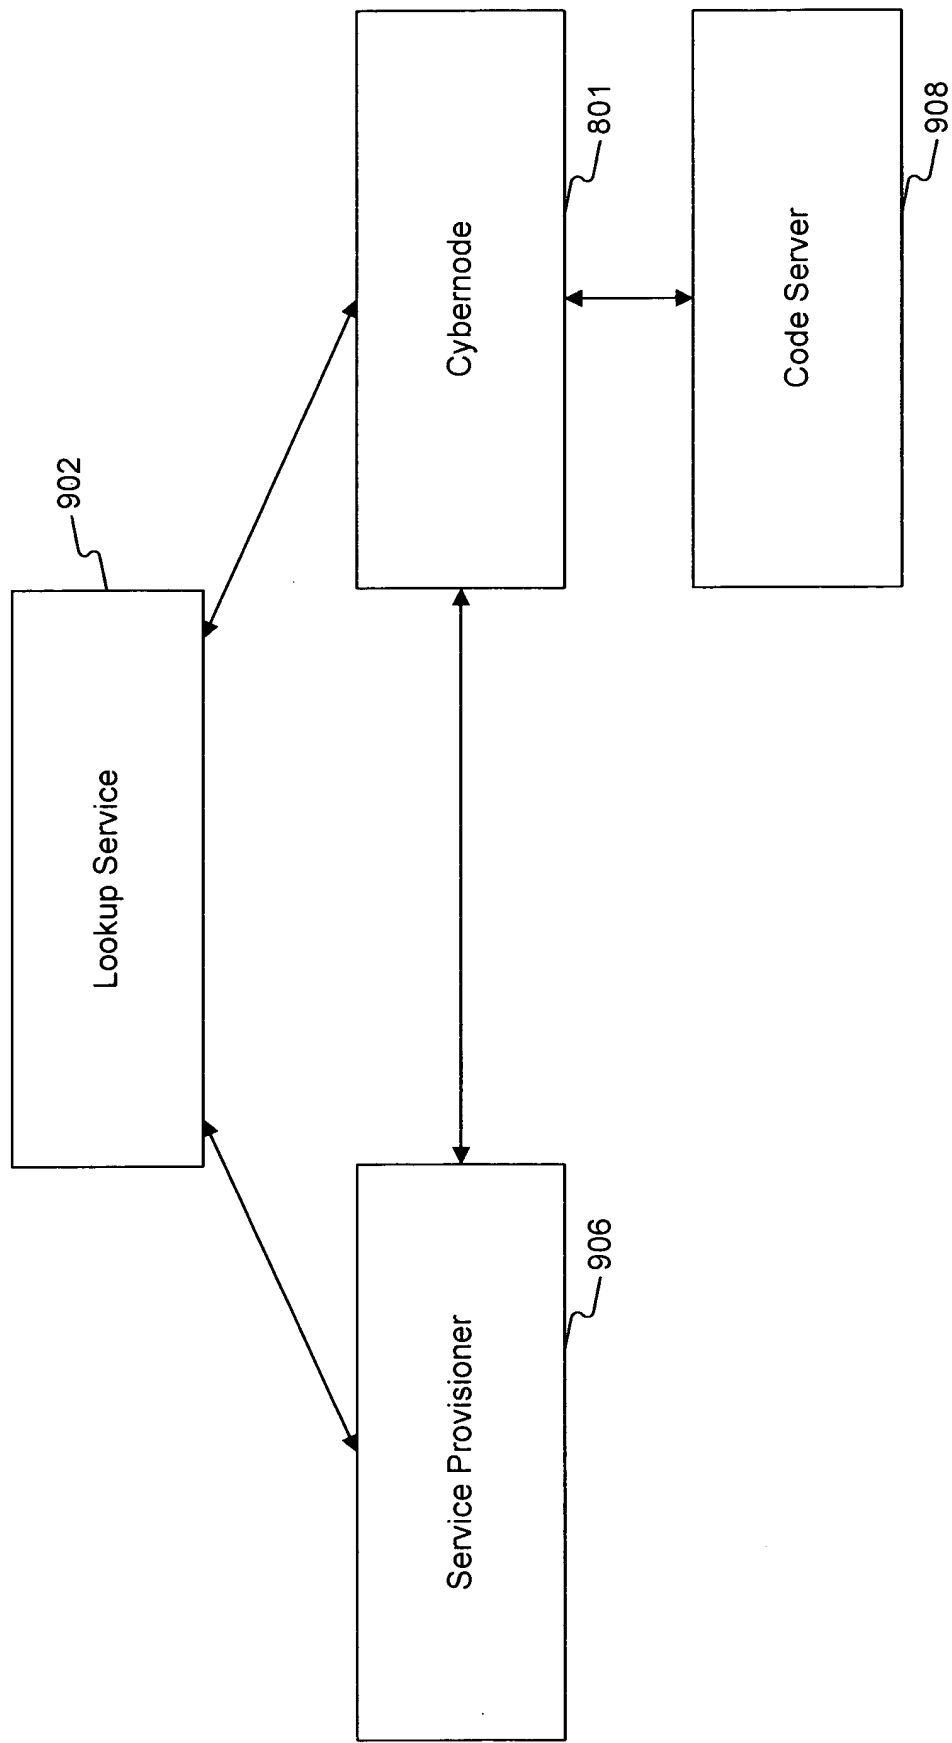 902
Lookup Service
Service Provisioner
906
Cybernode
801
Code Server
908